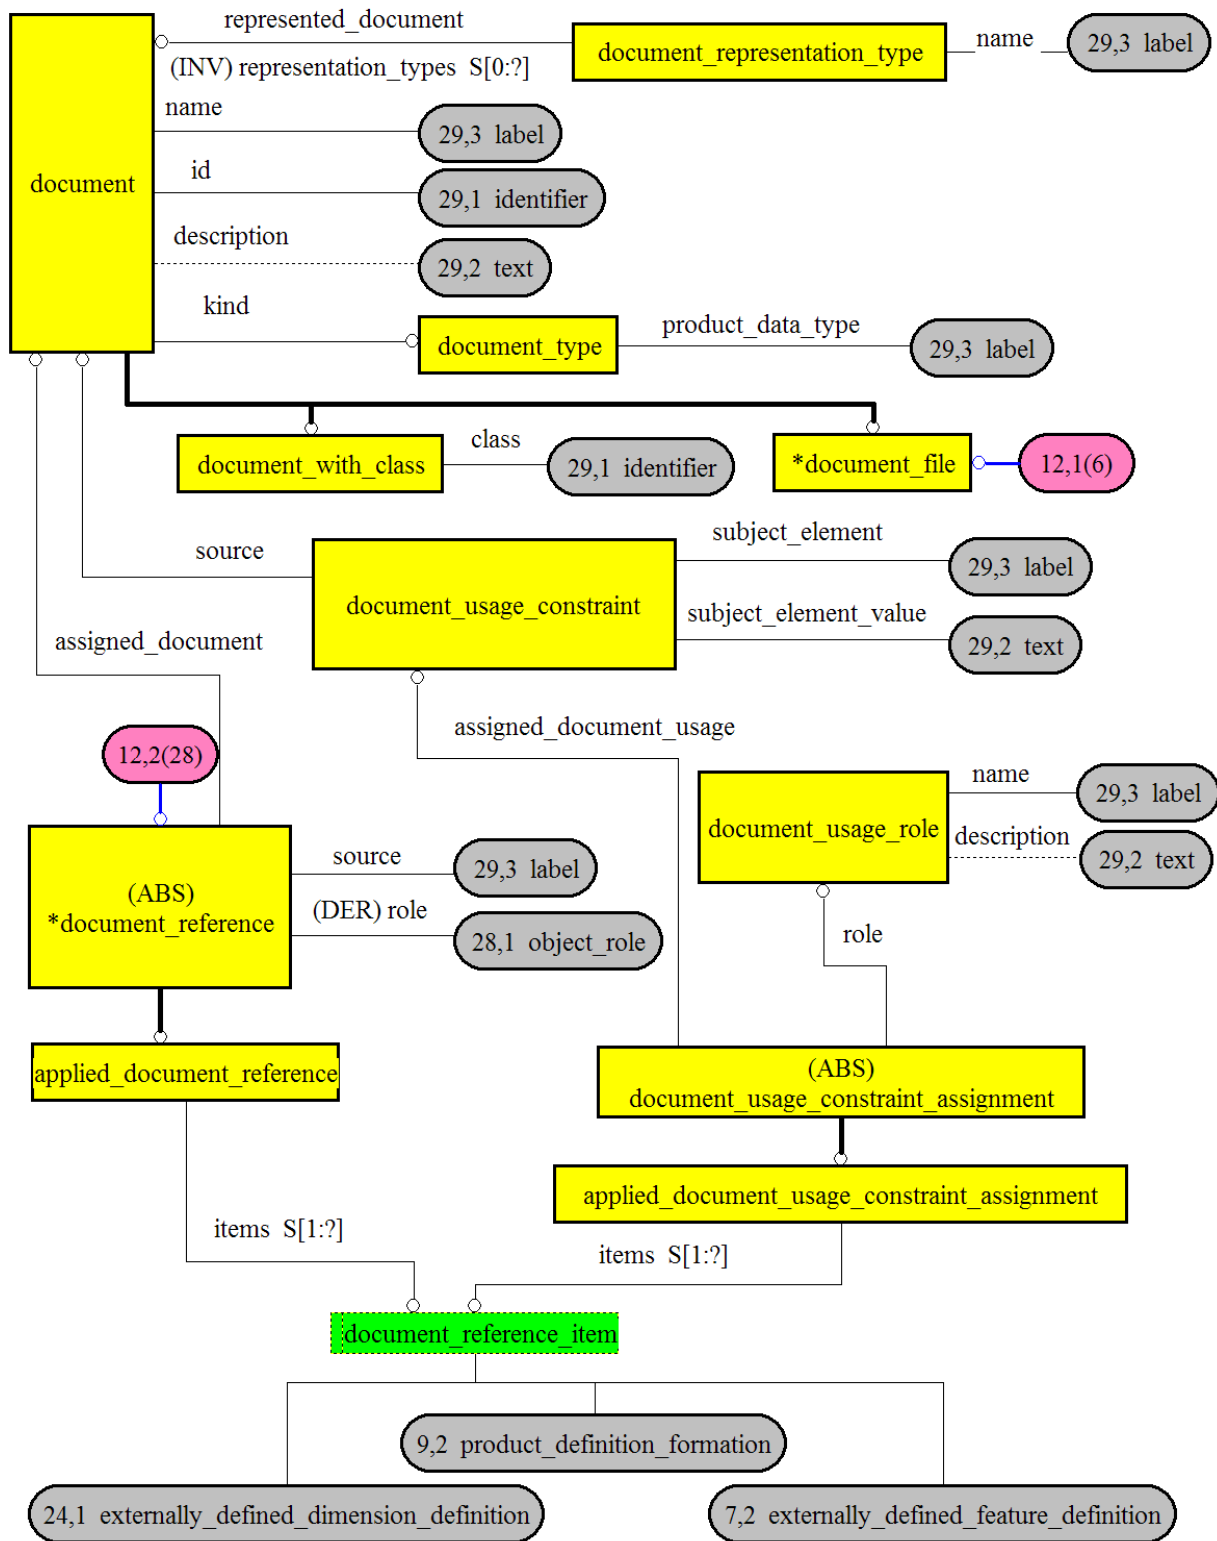 represented_document
document_representation_type
name
29,3 label
(INV) representation_types S[0:?]
name
29,3 label
document
id
29,1 identifier
description
29,2 text
kind
document_type
product_data_type
29,3 label
document_with_class
class
29,1 identifier
*document_file
12,1(6)
source
document_usage_constraint
subject_element
29,3 label
subject_element_value
29,2 text
assigned_document
assigned_document_usage
12,2(28)
document_usage_role
name
29,3 label
description
29,2 text
(ABS)
*document_reference
source
29,3 label
(DER) role
28,1 object_role
role
applied_document_reference
(ABS)
document_usage_constraint_assignment
applied_document_usage_constraint_assignment
items S[1:?]
items S[1:?]
document_reference_item
9,2 product_definition_formation
24,1 externally_defined_dimension_definition
7,2 externally_defined_feature_definition